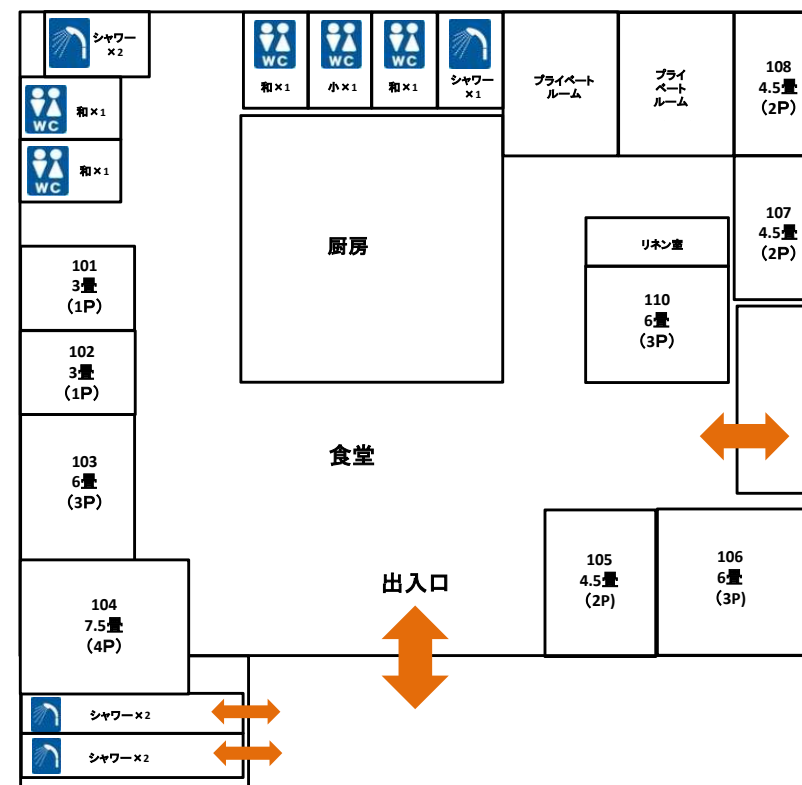 シャワー
×2
WC
和×1
WC
小×1
WC
和×1
シャワー
×1
プライベート
ルーム
プライ
ベート
ルーム
108
4.5畳
(2P)
WC
和×1
WC
和×1
107
4.5畳
(2P)
厨房
リネン室
101
3畳
(1P)
110
6畳
(3P)
102
3畳
(1P)
食堂
103
6畳
(3P)
105
4.5畳
(2P)
106
6畳
(3P)
出入口
104
7.5畳
(4P)
シャワー×2
シャワー×2